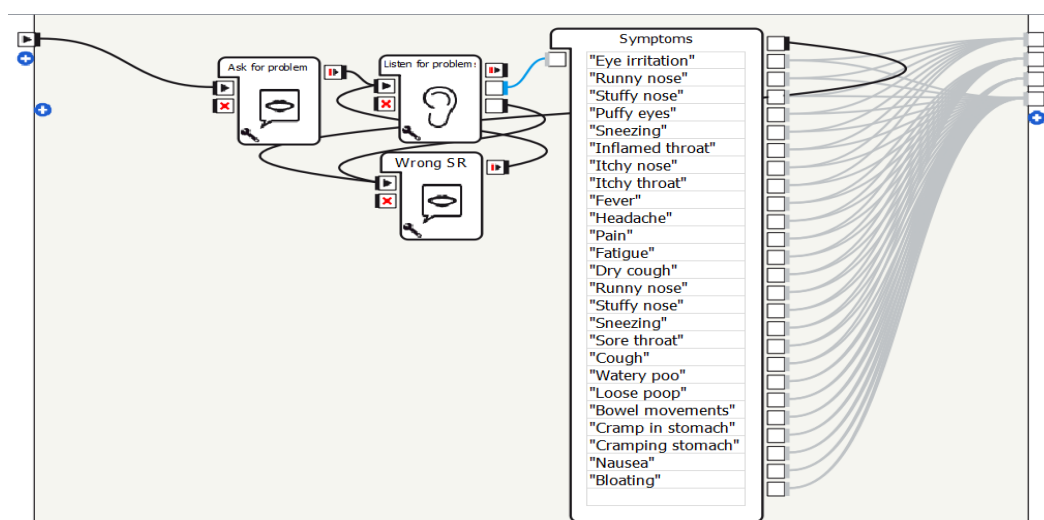 Ask for problem
Listen for problem
Wrong SR
Symptoms
"Eye irritation"
"Runny nose"
"Stuffy nose"
"Puffy eyes"
"Sneezing"
"Inflamed throat"
"Itchy nose"
"Itchy throat"
"Fever"
"Headache"
"Pain"
"Fatigue"
"Dry cough"
"Runny nose"
"Stuffy nose"
"Sneezing"
"Sore throat"
"Cough"
"Watery poo"
"Loose poop"
"Bowel movements"
"Cramp in stomach"
"Cramping stomach"
"Nausea"
"Bloating"